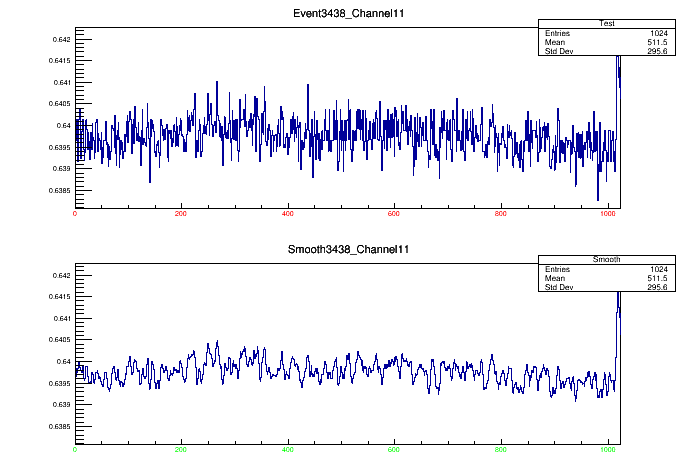 Event3438_Channel11
Test
Entries 1024
Mean 511.5
Std Dev 295.6
0.642
0.6415
0.641
0.6405
0.64
0.6395
0.639
0.6385
0 200 400 600 800 1000
Smooth3438_Channel11
Smooth
Entries 1024
Mean 511.5
Std Dev 295.6
0.642
0.6415
0.641
0.6405
0.64
0.6395
0.639
0.6385
0 200 400 600 800 1000